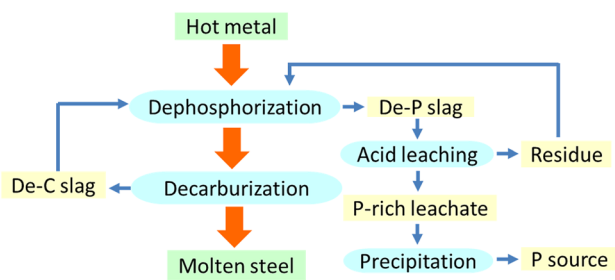 Hot metal
Dephosphorization
De-P slag
Acid leaching
Residue
De-C slag
Decarburization
P-rich leachate
Molten steel
Precipitation
P source